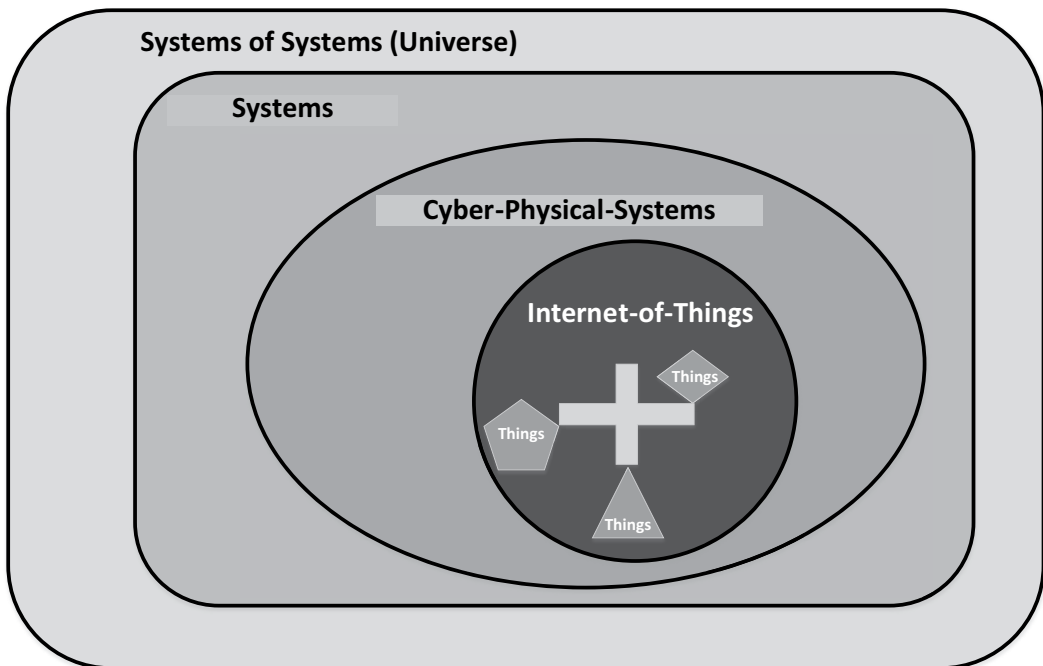 Systems of Systems (Universe)
Systems
Cyber-Physical-Systems
Internet-of-Things
Things
Things
Things